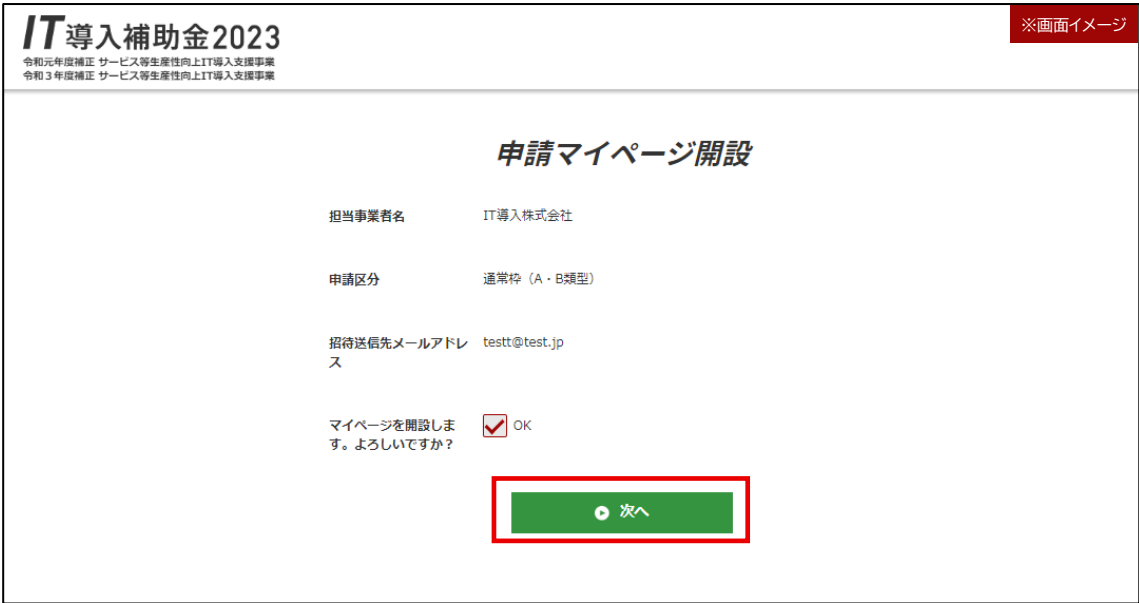 IT導入補助金2023
令和元年度補正 サービス等生産性向上IT導入支援事業
令和3年度補正 サービス等生産性向上IT導入支援事業
※画面イメージ
申請マイページ開設
担当事業者名 IT導入株式会社
申請区分 通常枠（A・B類型）
招待送信先メールアドレ testt@test.jp
ス
マイページを開設しま OK
す。よろしいですか？
次へ